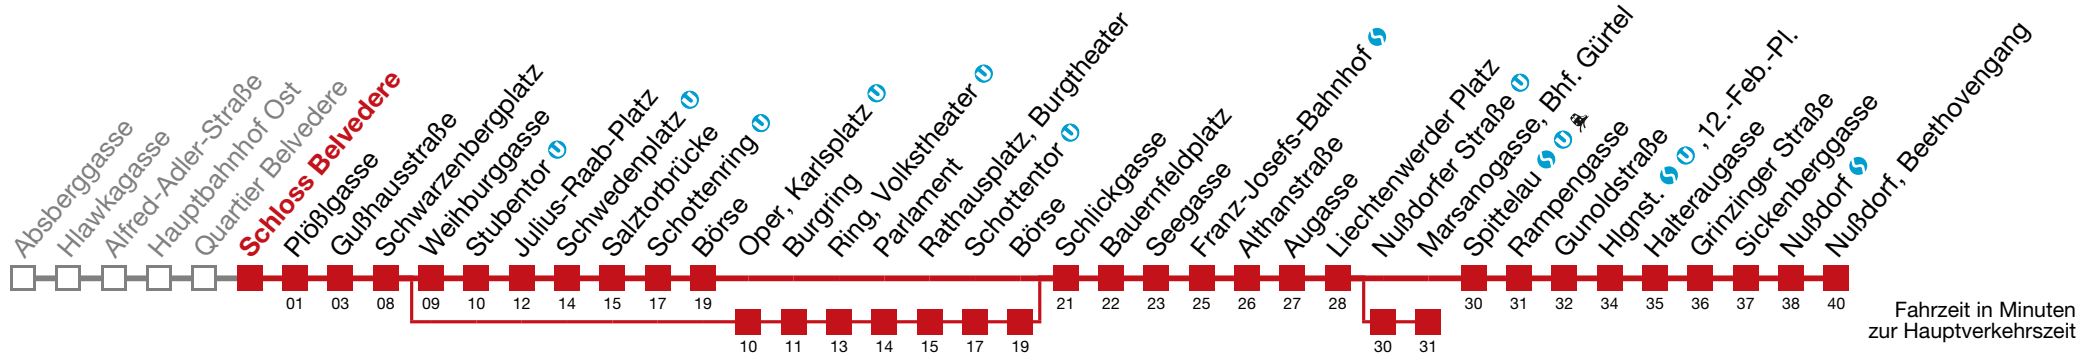 Absberggasse
Hlawkagasse
Alfred-Adler-Straße
Hauptbahnhof Ost
Quartier Belvedere
Schloss Belvedere
Plößlgasse
Gußhausstraße
Schwarzenbergplatz
Weihburggasse
Stubentor U
Julius-Raab-Platz
Schwedenplatz U
Salztorbrücke
Schottenring U
Börse
Oper, Karlsplatz U
Burgring
Ring, Volkstheater U
Parlament
Rathausplatz, Burgtheater
Schottentor U
Börse
Schlickgasse
Bauernfeldplatz
Seegasse
Franz-Josefs-Bahnhof S
Althanstraße
Augasse
Liechtenwerder Platz
Nußdorfer Straße U
Marsanogasse, Bhf. Gürtel
Spittelau S U
Rampengasse
Gunoldstraße
Hlgnst. S U , 12.-Feb.-Pl.
Halteraugasse
Grinzinger Straße
Sickenberggasse
Nußdorf S
Nußdorf, Beethovengang
01 03 08 09 10 12 14 15 17 19 21 22 23 25 26 27 28 30 31 32 34 35 36 37 38 40
10 11 13 14 15 17 19 30 31
Fahrzeit in Minuten
zur Hauptverkehrszeit